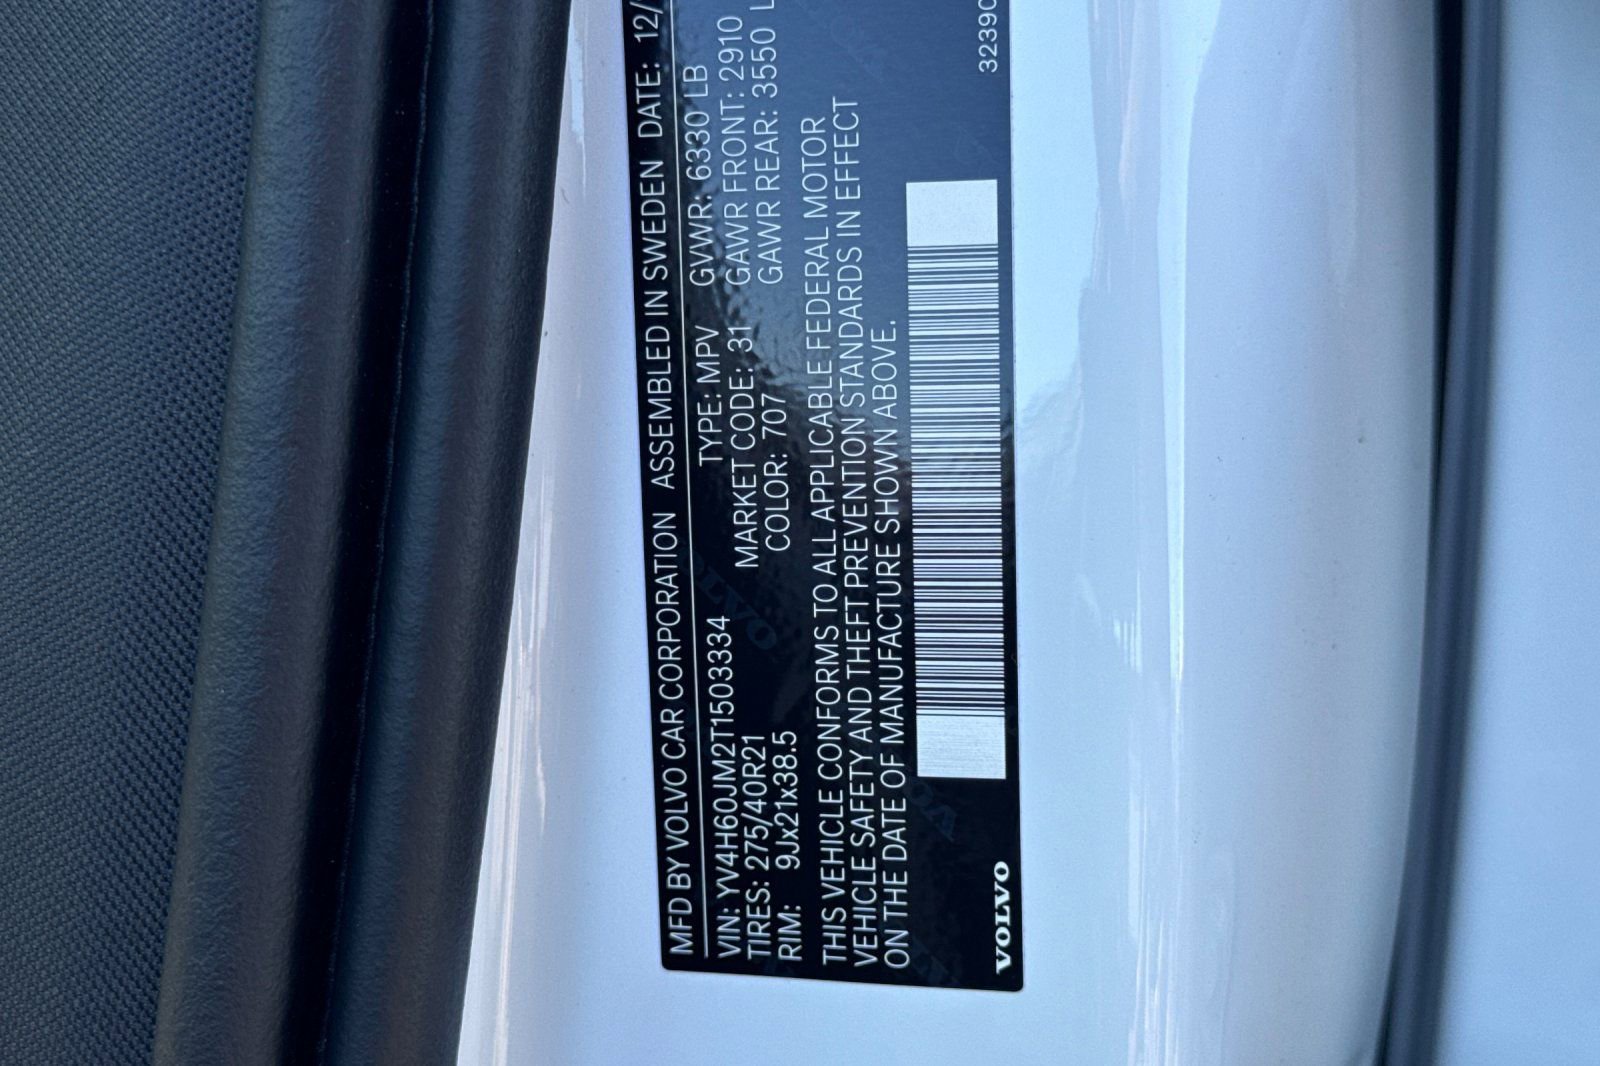 MFD BY VOLVO CAR CORPORATION ASSEMBLED IN SWEDEN DATE: 12/
VIN: YV4H60JM2T1503334 TYPE: MPV GVWR: 6330 LB
TIRES: 275/40R21 MARKET CODE: 31 GAWR FRONT: 2910
RIM: 9Jx21x38.5 COLOR: 707 GAWR REAR: 3550 L
THIS VEHICLE CONFORMS TO ALL APPLICABLE FEDERAL MOTOR
VEHICLE SAFETY AND THEFT PREVENTION STANDARDS IN EFFECT
ON THE DATE OF MANUFACTURE SHOWN ABOVE.
VOLVO 32390